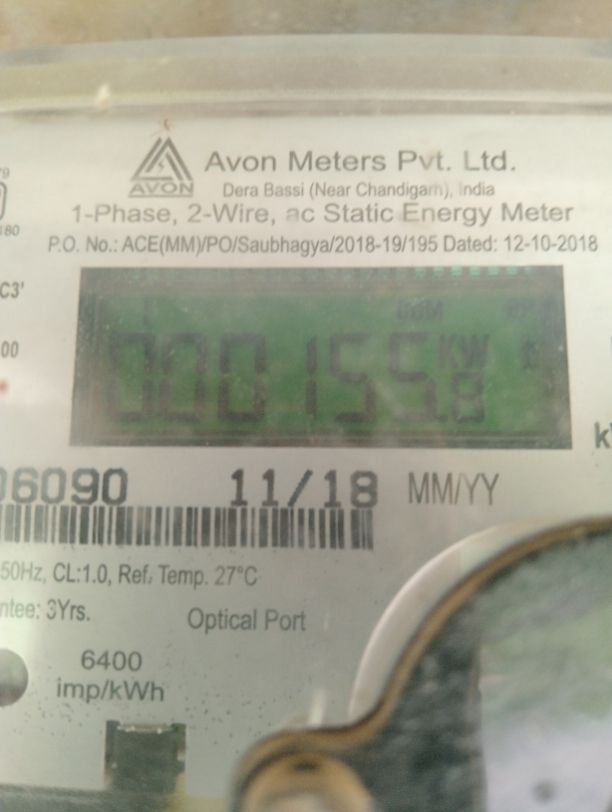 Avon Meters Pvt. Ltd.
AVON
Dera Bassi (Near Chandigarh), India
1-Phase, 2-Wire, ac Static Energy Meter
P.O. No.: ACE(MM)/PO/Saubhagya/2018-19/195 Dated: 12-10-2018
C3'
00
000155.8 KW
06090 11/18 MM/YY
50Hz, CL:1.0, Ref. Temp. 27°C
ntee: 3Yrs.
Optical Port
6400
imp/kWh